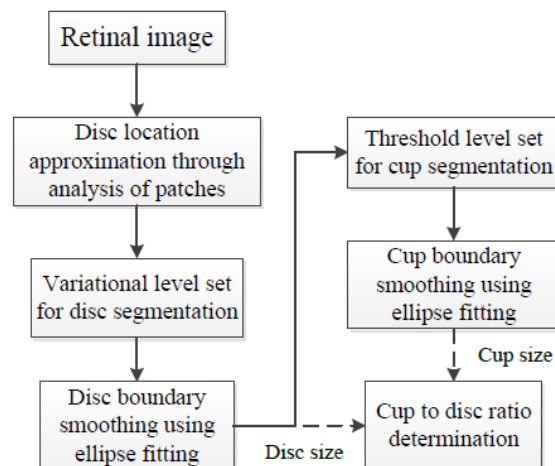 Retinal image
Disc location
approximation through
analysis of patches
Variational level set
for disc segmentation
Disc boundary
smoothing using
ellipse fitting
Disc size
Threshold level set
for cup segmentation
Cup boundary
smoothing using
ellipse fitting
Cup size
Cup to disc ratio
determination